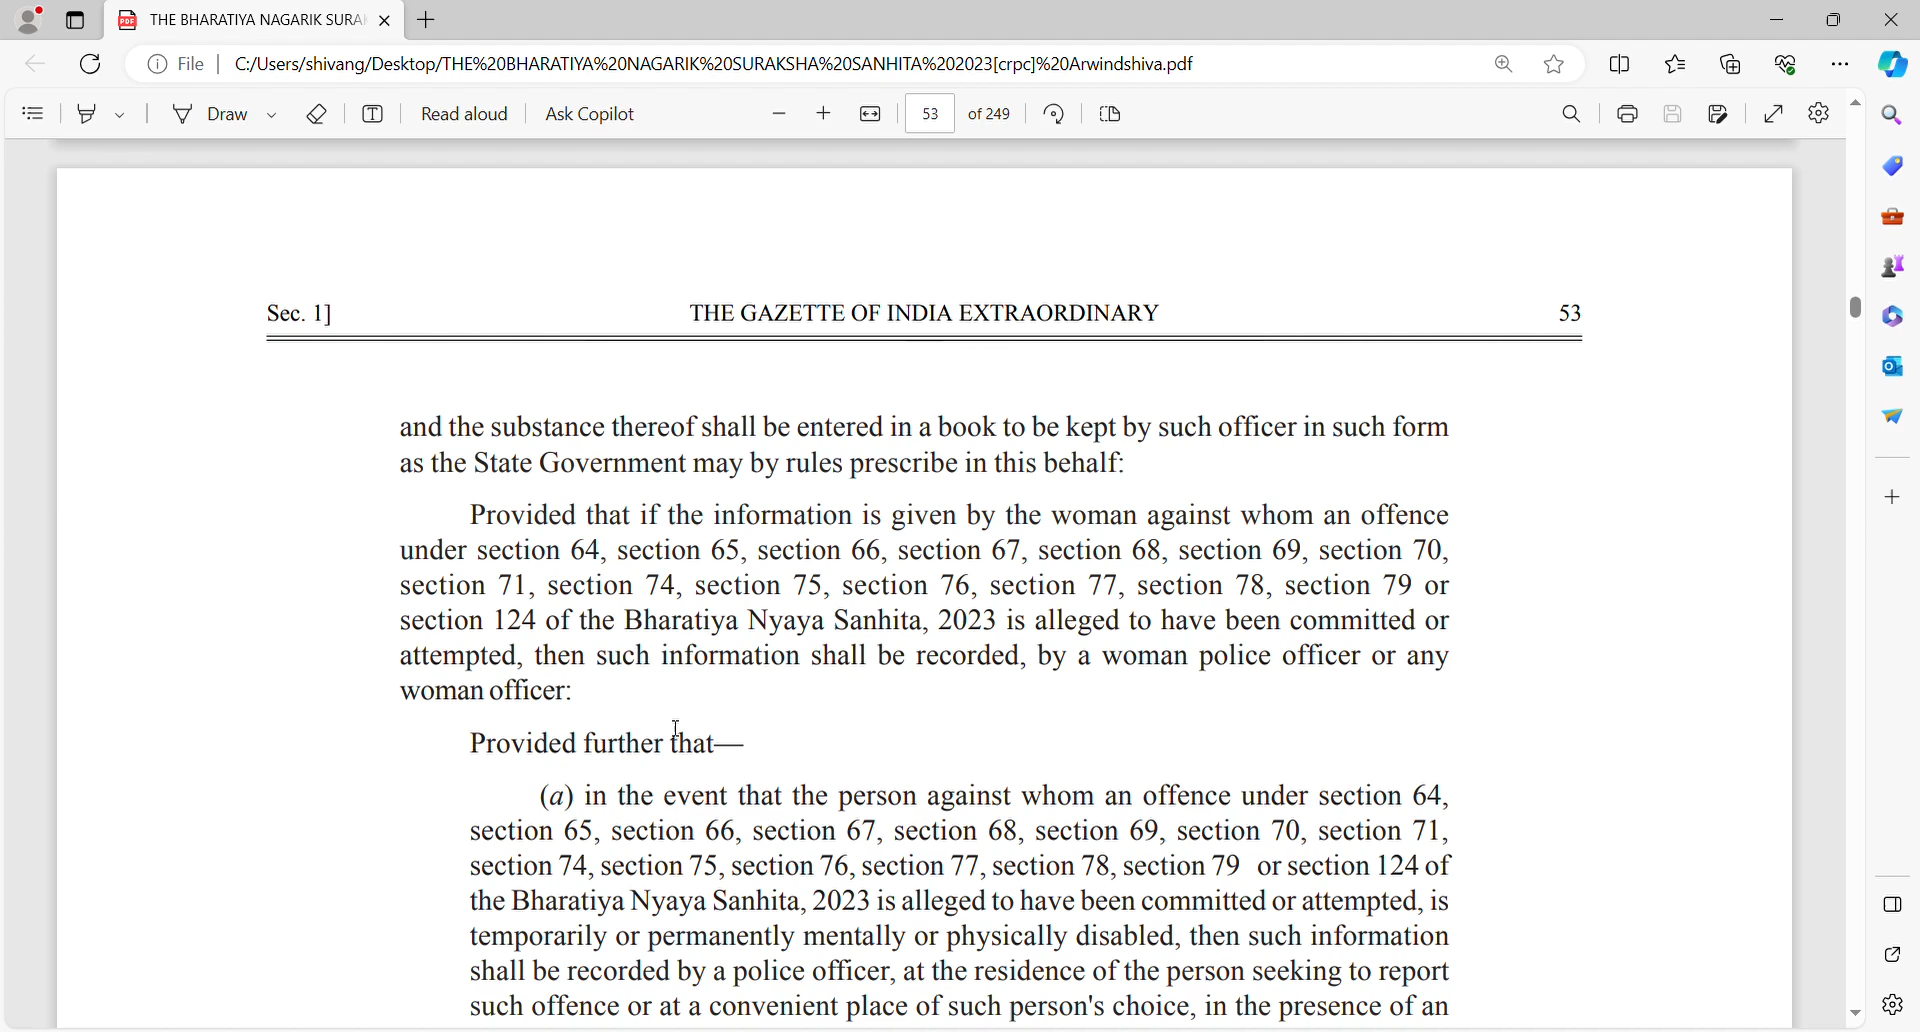 THE BHARATIYA NAGARIK SURAK
File
C:/Users/shivang/Desktop/THE%20BHARATIYA%20NAGARIK%20SURAKSHA%20SANHITA%202023[crpc]%20Arwindshiva.pdf
Draw
Read aloud
Ask Copilot
53
of 249
Sec. 1]
THE GAZETTE OF INDIA EXTRAORDINARY
53
and the substance thereof shall be entered in a book to be kept by such officer in such form
as the State Government may by rules prescribe in this behalf:
Provided that if the information is given by the woman against whom an offence
under section 64, section 65, section 66, section 67, section 68, section 69, section 70,
section 71, section 74, section 75, section 76, section 77, section 78, section 79 or
section 124 of the Bharatiya Nyaya Sanhita, 2023 is alleged to have been committed or
attempted, then such information shall be recorded, by a woman police officer or any
woman officer:
Provided further that—
(a) in the event that the person against whom an offence under section 64,
section 65, section 66, section 67, section 68, section 69, section 70, section 71,
section 74, section 75, section 76, section 77, section 78, section 79 or section 124 of
the Bharatiya Nyaya Sanhita, 2023 is alleged to have been committed or attempted, is
temporarily or permanently mentally or physically disabled, then such information
shall be recorded by a police officer, at the residence of the person seeking to report
such offence or at a convenient place of such person's choice, in the presence of an